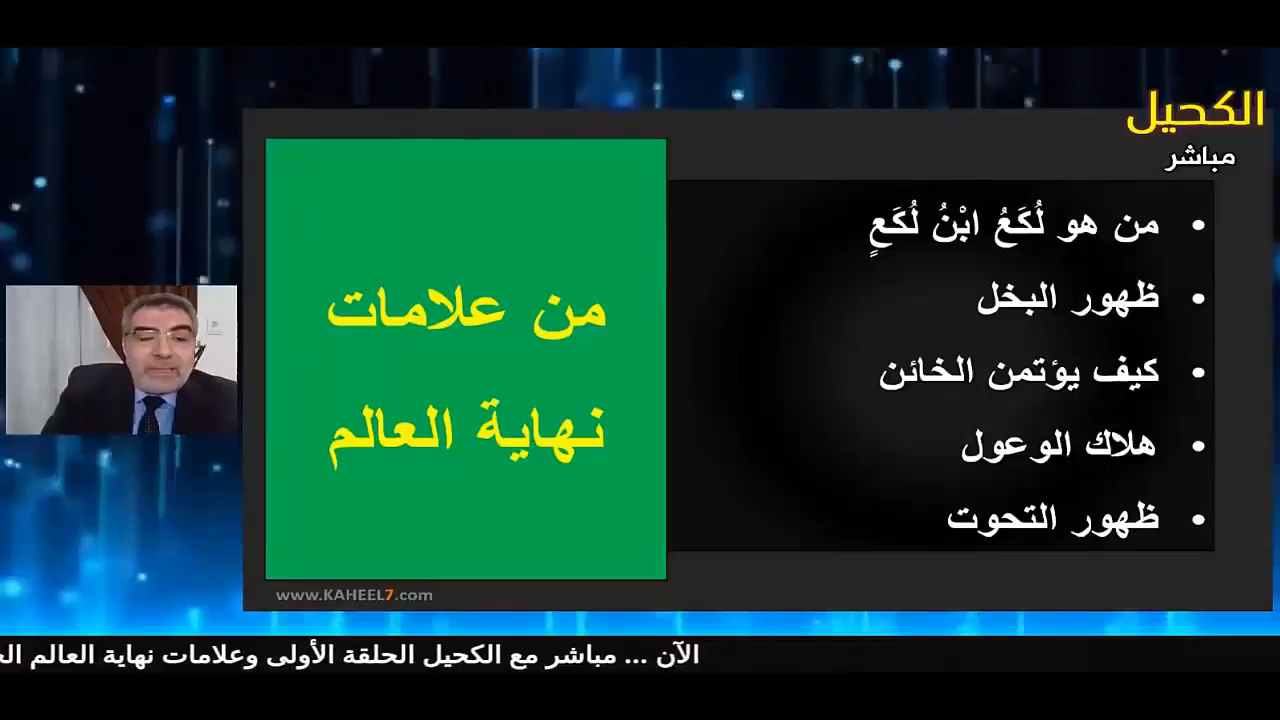 الكحيل
مباشر
من هو لُكَعُ ابْنُ لُكَعٍ
ظهور البخل
كيف يؤتمن الخائن
هلاك الوعول
ظهور التحوت
من علامات
نهاية العالم
www.KAHEEL7.com
الآن ... مباشر مع الكحيل الحلقة الأولى وعلامات نهاية العالم